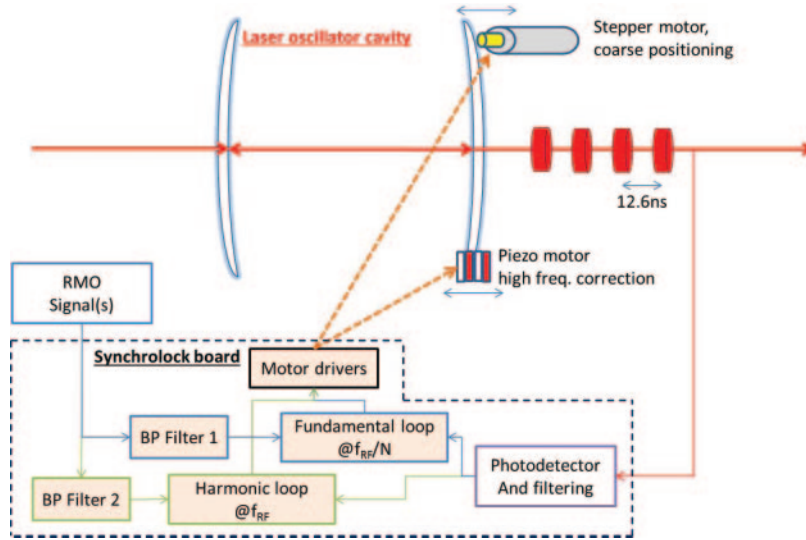 Laser oscillator cavity
Stepper motor,
coarse positioning
12.6ns
Piezo motor
high freq. correction
RMO
Signal(s)
Synchrolock board
Motor drivers
BP Filter 1
Fundamental loop
@fRF/N
Photodetector
And filtering
BP Filter 2
Harmonic loop
@fRF